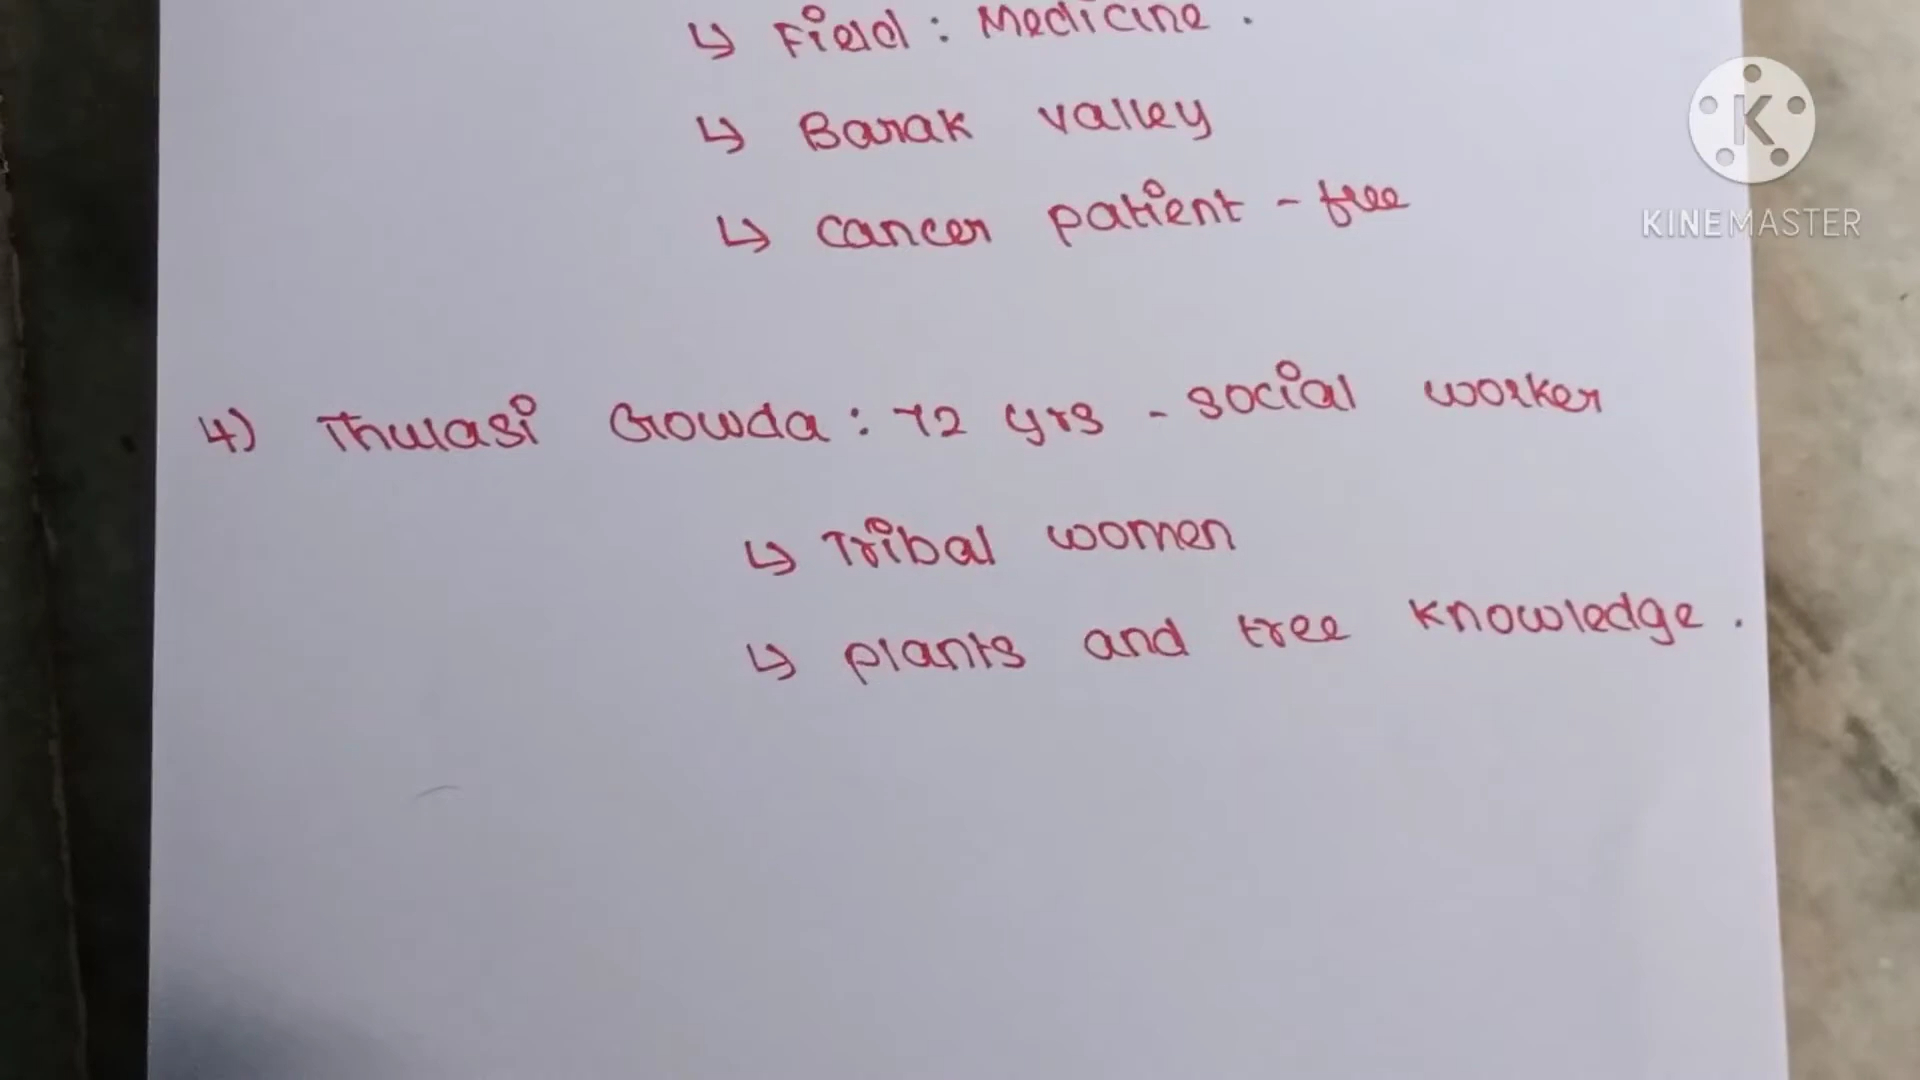 ↳ Field : Medicine .
↳ Barak valley
↳ cancer patient - free
4) Thulasi Gowda : 72 yrs - social worker
↳ Tribal women
↳ plants and tree knowledge .
K
KINEMASTER